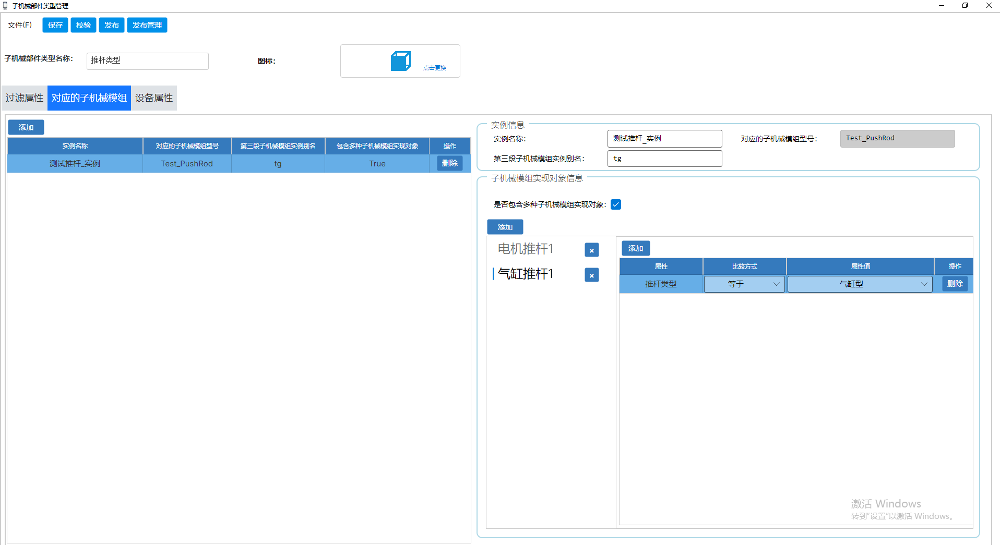 子机械部件类型管理
文件(F) 保存 校验 发布 发布管理
子机械部件类型名称: 推杆类型 图标: 点击更换
过滤属性 对应的子机械模组 设备属性
添加
实例名称 对应的子机械模组型号 第三段子机械模组实例别名 包含多种子机械模组实现对象 操作
测试推杆_实例 Test_PushRod tg True 删除
实例信息
实例名称: 测试推杆_实例 对应的子机械模组型号: Test_PushRod
第三段子机械模组实例别名: tg
子机械模组实现对象信息
是否包含多种子机械模组实现对象:
添加
电机推杆1
气缸推杆1
添加
属性 比较方式 属性值 操作
推杆类型 等于 气缸型 删除
激活 Windows
转到“设置”以激活 Windows。